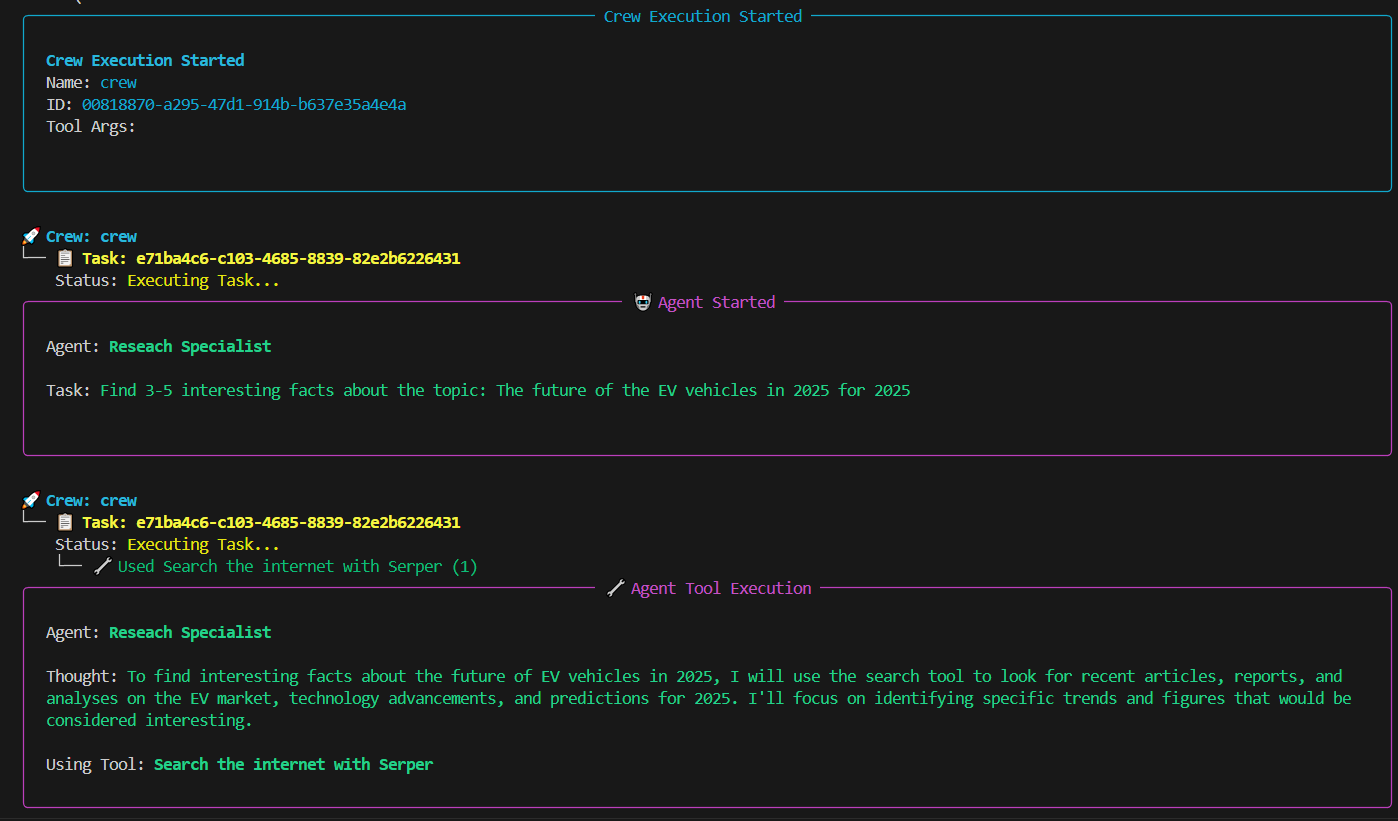 Crew Execution Started
Crew Execution Started
Name: crew
ID: 00818870-a295-47d1-914b-b637e35a4e4a
Tool Args:
Crew: crew
Task: e71ba4c6-c103-4685-8839-82e2b6226431
Status: Executing Task...
Agent Started
Agent: Reseach Specialist
Task: Find 3-5 interesting facts about the topic: The future of the EV vehicles in 2025 for 2025
Crew: crew
Task: e71ba4c6-c103-4685-8839-82e2b6226431
Status: Executing Task...
Used Search the internet with Serper (1)
Agent Tool Execution
Agent: Reseach Specialist
Thought: To find interesting facts about the future of EV vehicles in 2025, I will use the search tool to look for recent articles, reports, and
analyses on the EV market, technology advancements, and predictions for 2025. I'll focus on identifying specific trends and figures that would be
considered interesting.
Using Tool: Search the internet with Serper